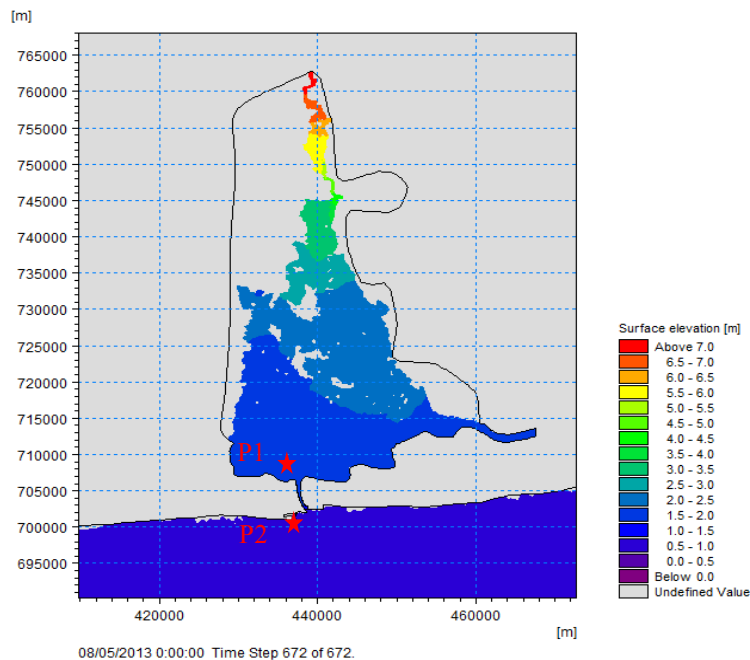 [m]
765000
760000
755000
750000
745000
740000
735000
730000
725000
720000
715000
710000
705000
700000
695000
P1
P2
420000 440000 460000
[m]
08/05/2013 0:00:00 Time Step 672 of 672.
Surface elevation [m]
Above 7.0
6.5 - 7.0
6.0 - 6.5
5.5 - 6.0
5.0 - 5.5
4.5 - 5.0
4.0 - 4.5
3.5 - 4.0
3.0 - 3.5
2.5 - 3.0
2.0 - 2.5
1.5 - 2.0
1.0 - 1.5
0.5 - 1.0
0.0 - 0.5
Below 0.0
Undefined Value